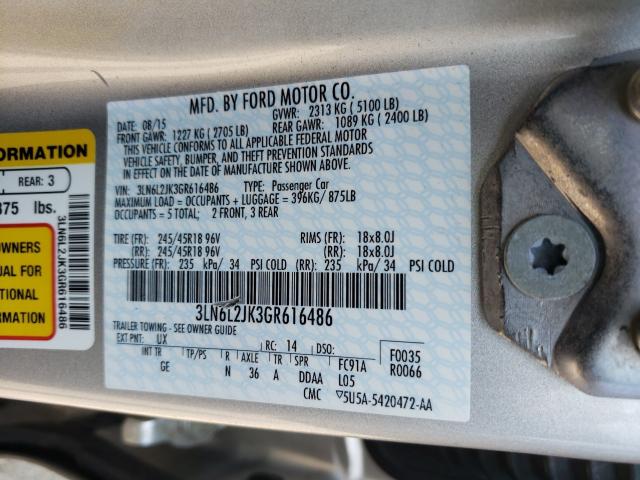 MFD. BY FORD MOTOR CO.
DATE: 08/15 GVWR: 2313 KG ( 5100 LB)
FRONT GAWR: 1227 KG ( 2705 LB) REAR GAWR: 1089 KG ( 2400 LB)
THIS VEHICLE CONFORMS TO ALL APPLICABLE FEDERAL MOTOR
VEHICLE SAFETY, BUMPER, AND THEFT PREVENTION STANDARDS
IN EFFECT ON THE DATE OF MANUFACTURE SHOWN ABOVE.
VIN: 3LN6L2JK3GR616486 TYPE: Passenger Car
MAXIMUM LOAD = OCCUPANTS + LUGGAGE = 396KG/ 875LB
OCCUPANTS = 5 TOTAL; 2 FRONT, 3 REAR
TIRE (FR): 245/45R18 96V RIMS (FR): 18x8.0J
(RR): 245/45R18 96V (RR): 18x8.0J
PRESSURE (FR): 235 kPa/ 34 PSI COLD (RR): 235 kPa/ 34 PSI COLD
3LN6L2JK3GR616486
TRAILER TOWING - SEE OWNER GUIDE
EXT PNT: UX RC: 14 DSO: F0035
INT TR TP/PS R AXLE TR SPR FC91A R0066
GE N 36 A DDAA L05
CMC ▽5U5A-5420472-AA
ORMATION
REAR: 3
875 lbs.
OWNERS
UAL FOR
TIONAL
MATION
3LN6L2JK3GR616486